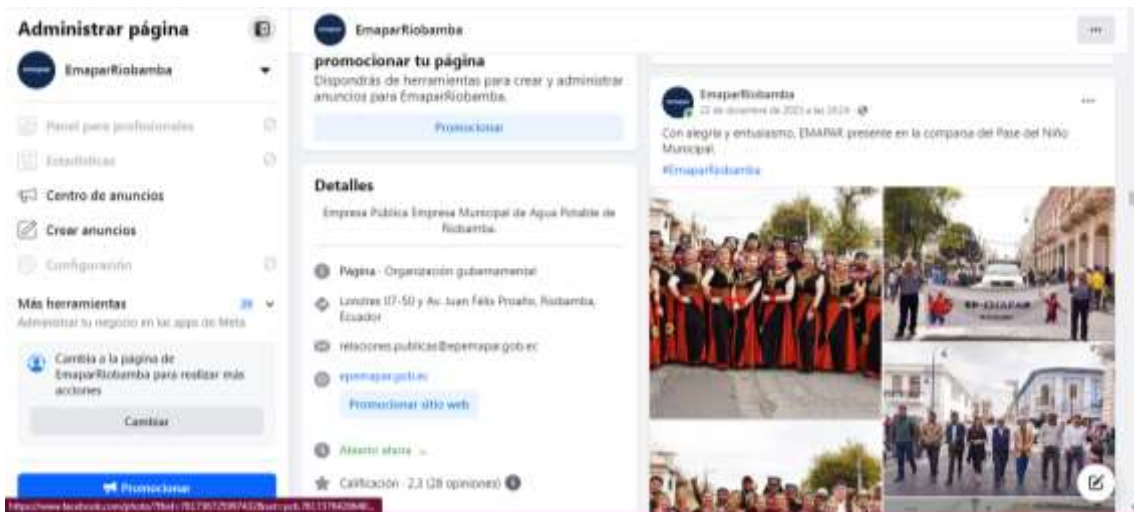 Administrar página
EmaparRiobamba
Panel para profesionales
Estadísticas
Centro de anuncios
Crear anuncios
Configuración
Más herramientas
Administrar tu negocio en las apps de Meta
Cambia a la página de
EmaparRiobamba para realizar más
acciones
Cambiar
Promocionar
EmaparRiobamba
promocionar tu página
Dispondrás de herramientas para crear y administrar
anuncios para EmaparRiobamba.
Promocionar
Detalles
Empresa Pública Empresa Municipal de Agua Potable de
Riobamba.
Página · Organización gubernamental
Londres 07-50 y Av. Juan Félix Proaño, Riobamba,
Ecuador
Promocionar sitio web
Abierto ahora
Calificación · 2,3 (28 opiniones)
EmaparRiobamba
Con alegría y entusiasmo, EMAPAR presente en la comparsa del Pase del Niño
Municipal.
#EmaparRiobamba
EP-EMAPAR